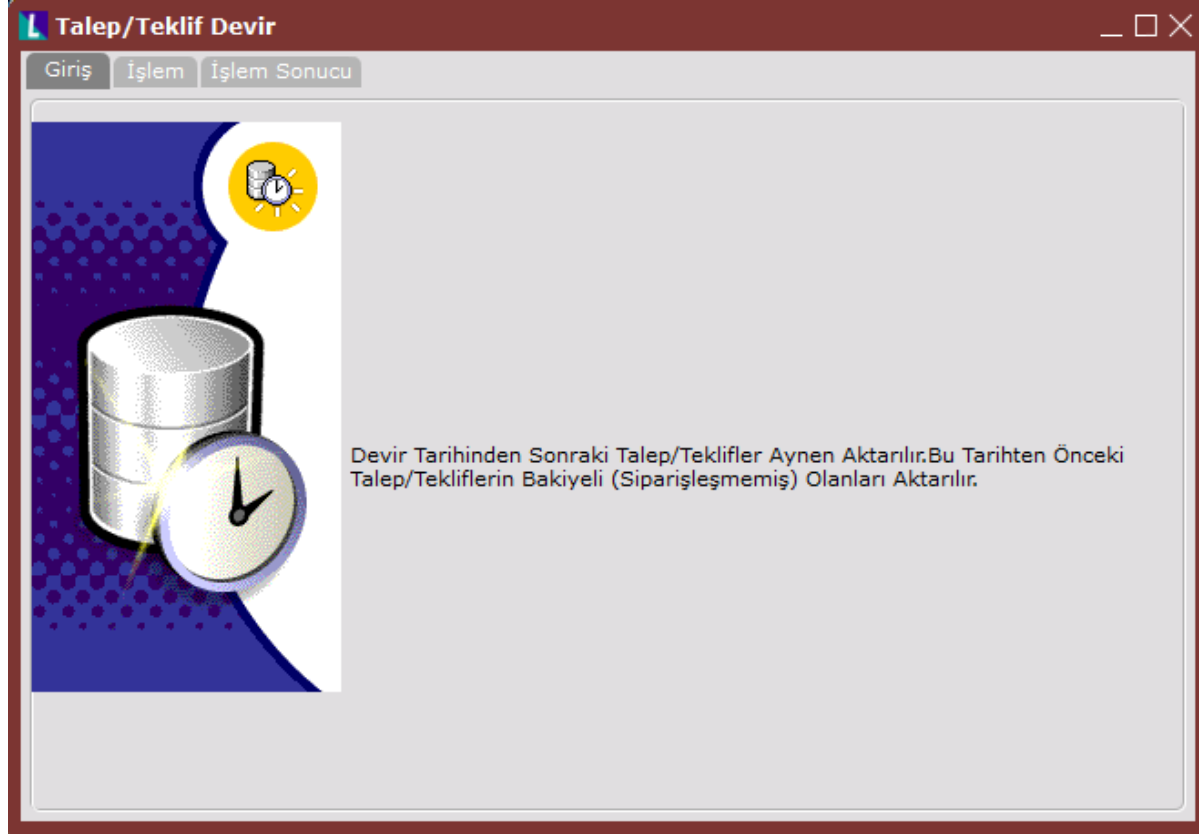 Talep/Teklif Devir
Giriş İşlem İşlem Sonucu
Devir Tarihinden Sonraki Talep/Teklifler Aynen Aktarılır.Bu Tarihten Önceki
Talep/Tekliflerin Bakiyeli (Siparişleşmemiş) Olanları Aktarılır.